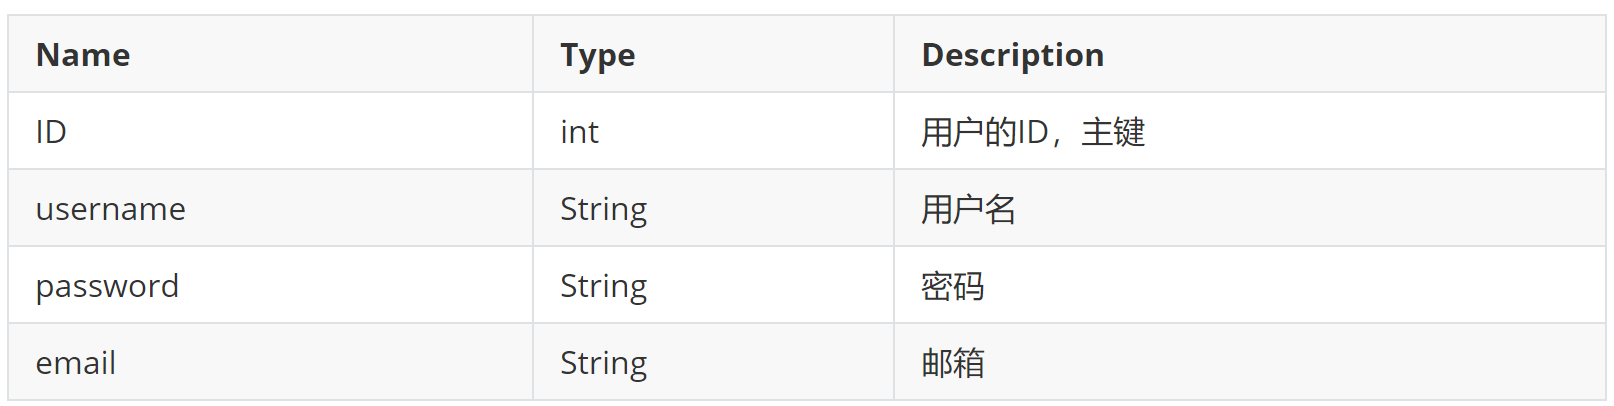 Name Type Description
ID int 用户的ID，主键
username String 用户名
password String 密码
email String 邮箱